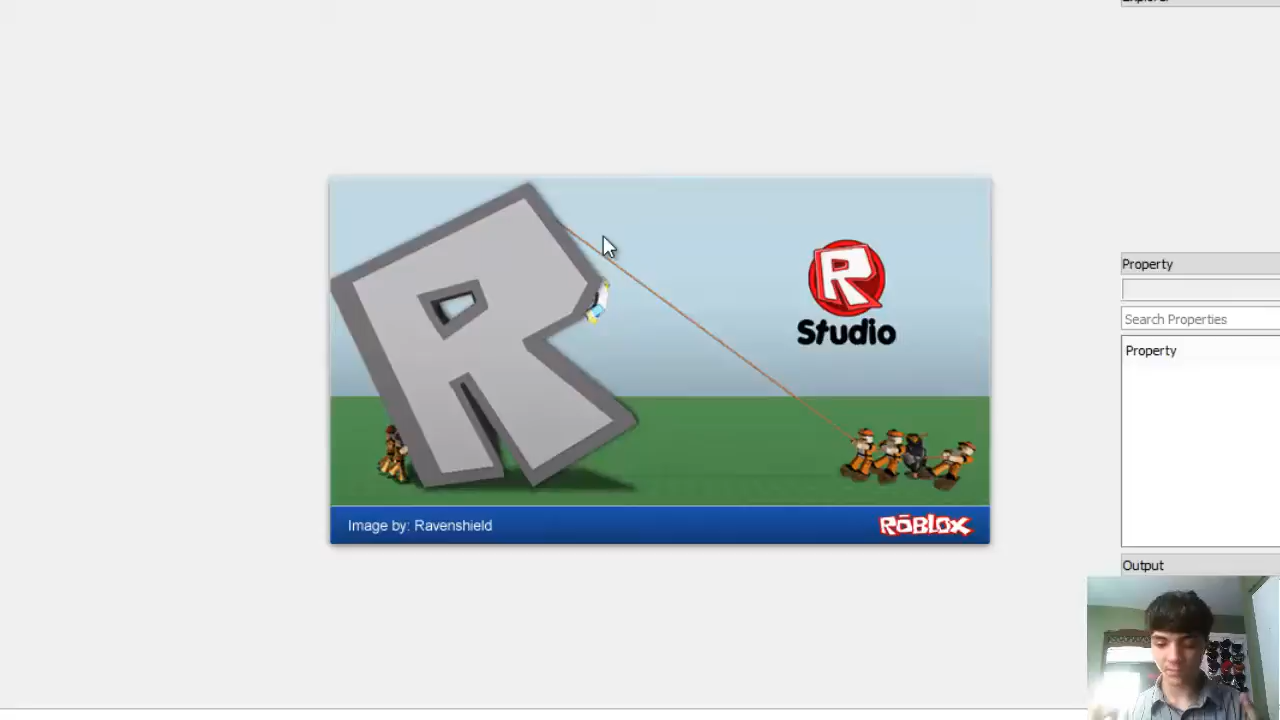 Property
Search Properties
Property
R
R
Studio
Image by: Ravenshield
ROBLOX
Output